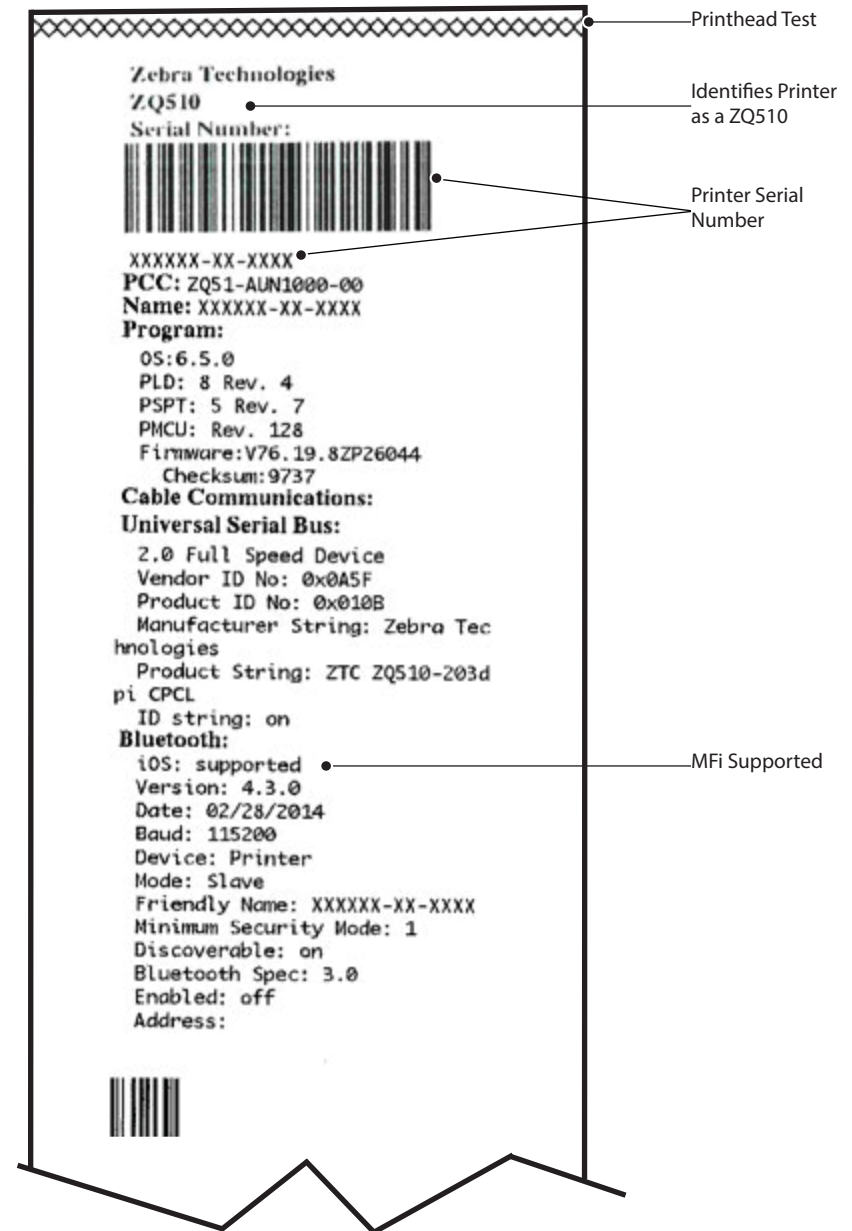 Printhead Test
Zebra Technologies
ZQ510
Identifies Printer
as a ZQ510
Serial Number:
Printer Serial
Number
XXXXXX-XX-XXXX
PCC: ZQ51-AUN1000-00
Name: XXXXXX-XX-XXXX
Program:
OS:6.5.0
PLD: 8 Rev. 4
PSPT: 5 Rev. 7
PMCU: Rev. 128
Firmware:V76.19.8ZP26044
Checksum:9737
Cable Communications:
Universal Serial Bus:
2.0 Full Speed Device
Vendor ID No: 0x0A5F
Product ID No: 0x010B
Manufacturer String: Zebra Tec
hnologies
Product String: ZTC ZQ510-203d
pi CPCL
ID string: on
Bluetooth:
iOS: supported
MFi Supported
Version: 4.3.0
Date: 02/28/2014
Baud: 115200
Device: Printer
Mode: Slave
Friendly Name: XXXXXX-XX-XXXX
Minimum Security Mode: 1
Discoverable: on
Bluetooth Spec: 3.0
Enabled: off
Address: